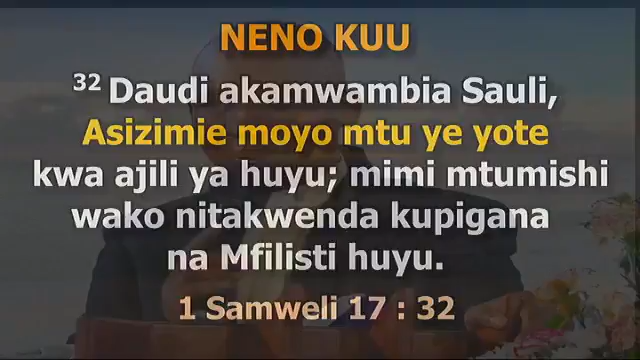 NENO KUU
32 Daudi akamwambia Sauli,
Asizimie moyo mtu ye yote
kwa ajili ya huyu; mimi mtumishi
wako nitakwenda kupigana
na Mfilisti huyu.
1 Samweli 17 : 32